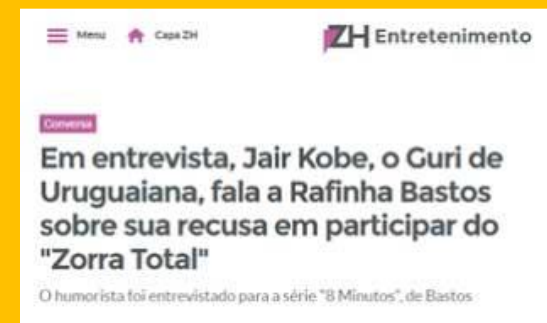 Menu Capa ZH ZH Entretenimento
Conversa
Em entrevista, Jair Kobe, o Guri de
Uruguaiana, fala a Rafinha Bastos
sobre sua recusa em participar do
"Zorra Total"
O humorista foi entrevistado para a série "8 Minutos", de Bastos